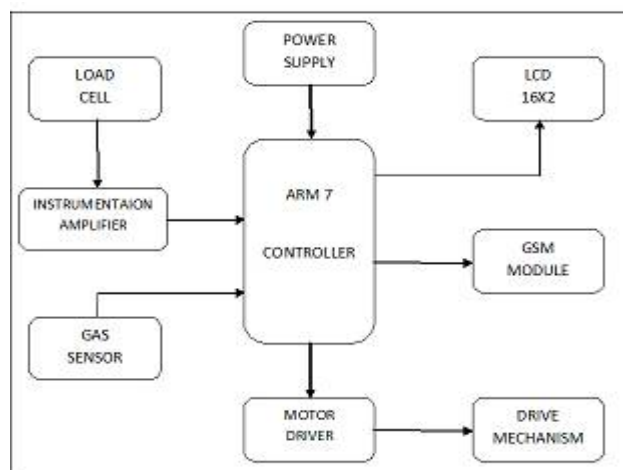 POWER
SUPPLY
LOAD
CELL
LCD
16X2
INSTRUMENTAION
AMPLIFIER
ARM 7
CONTROLLER
GSM
MODULE
GAS
SENSOR
MOTOR
DRIVER
DRIVE
MECHANISM